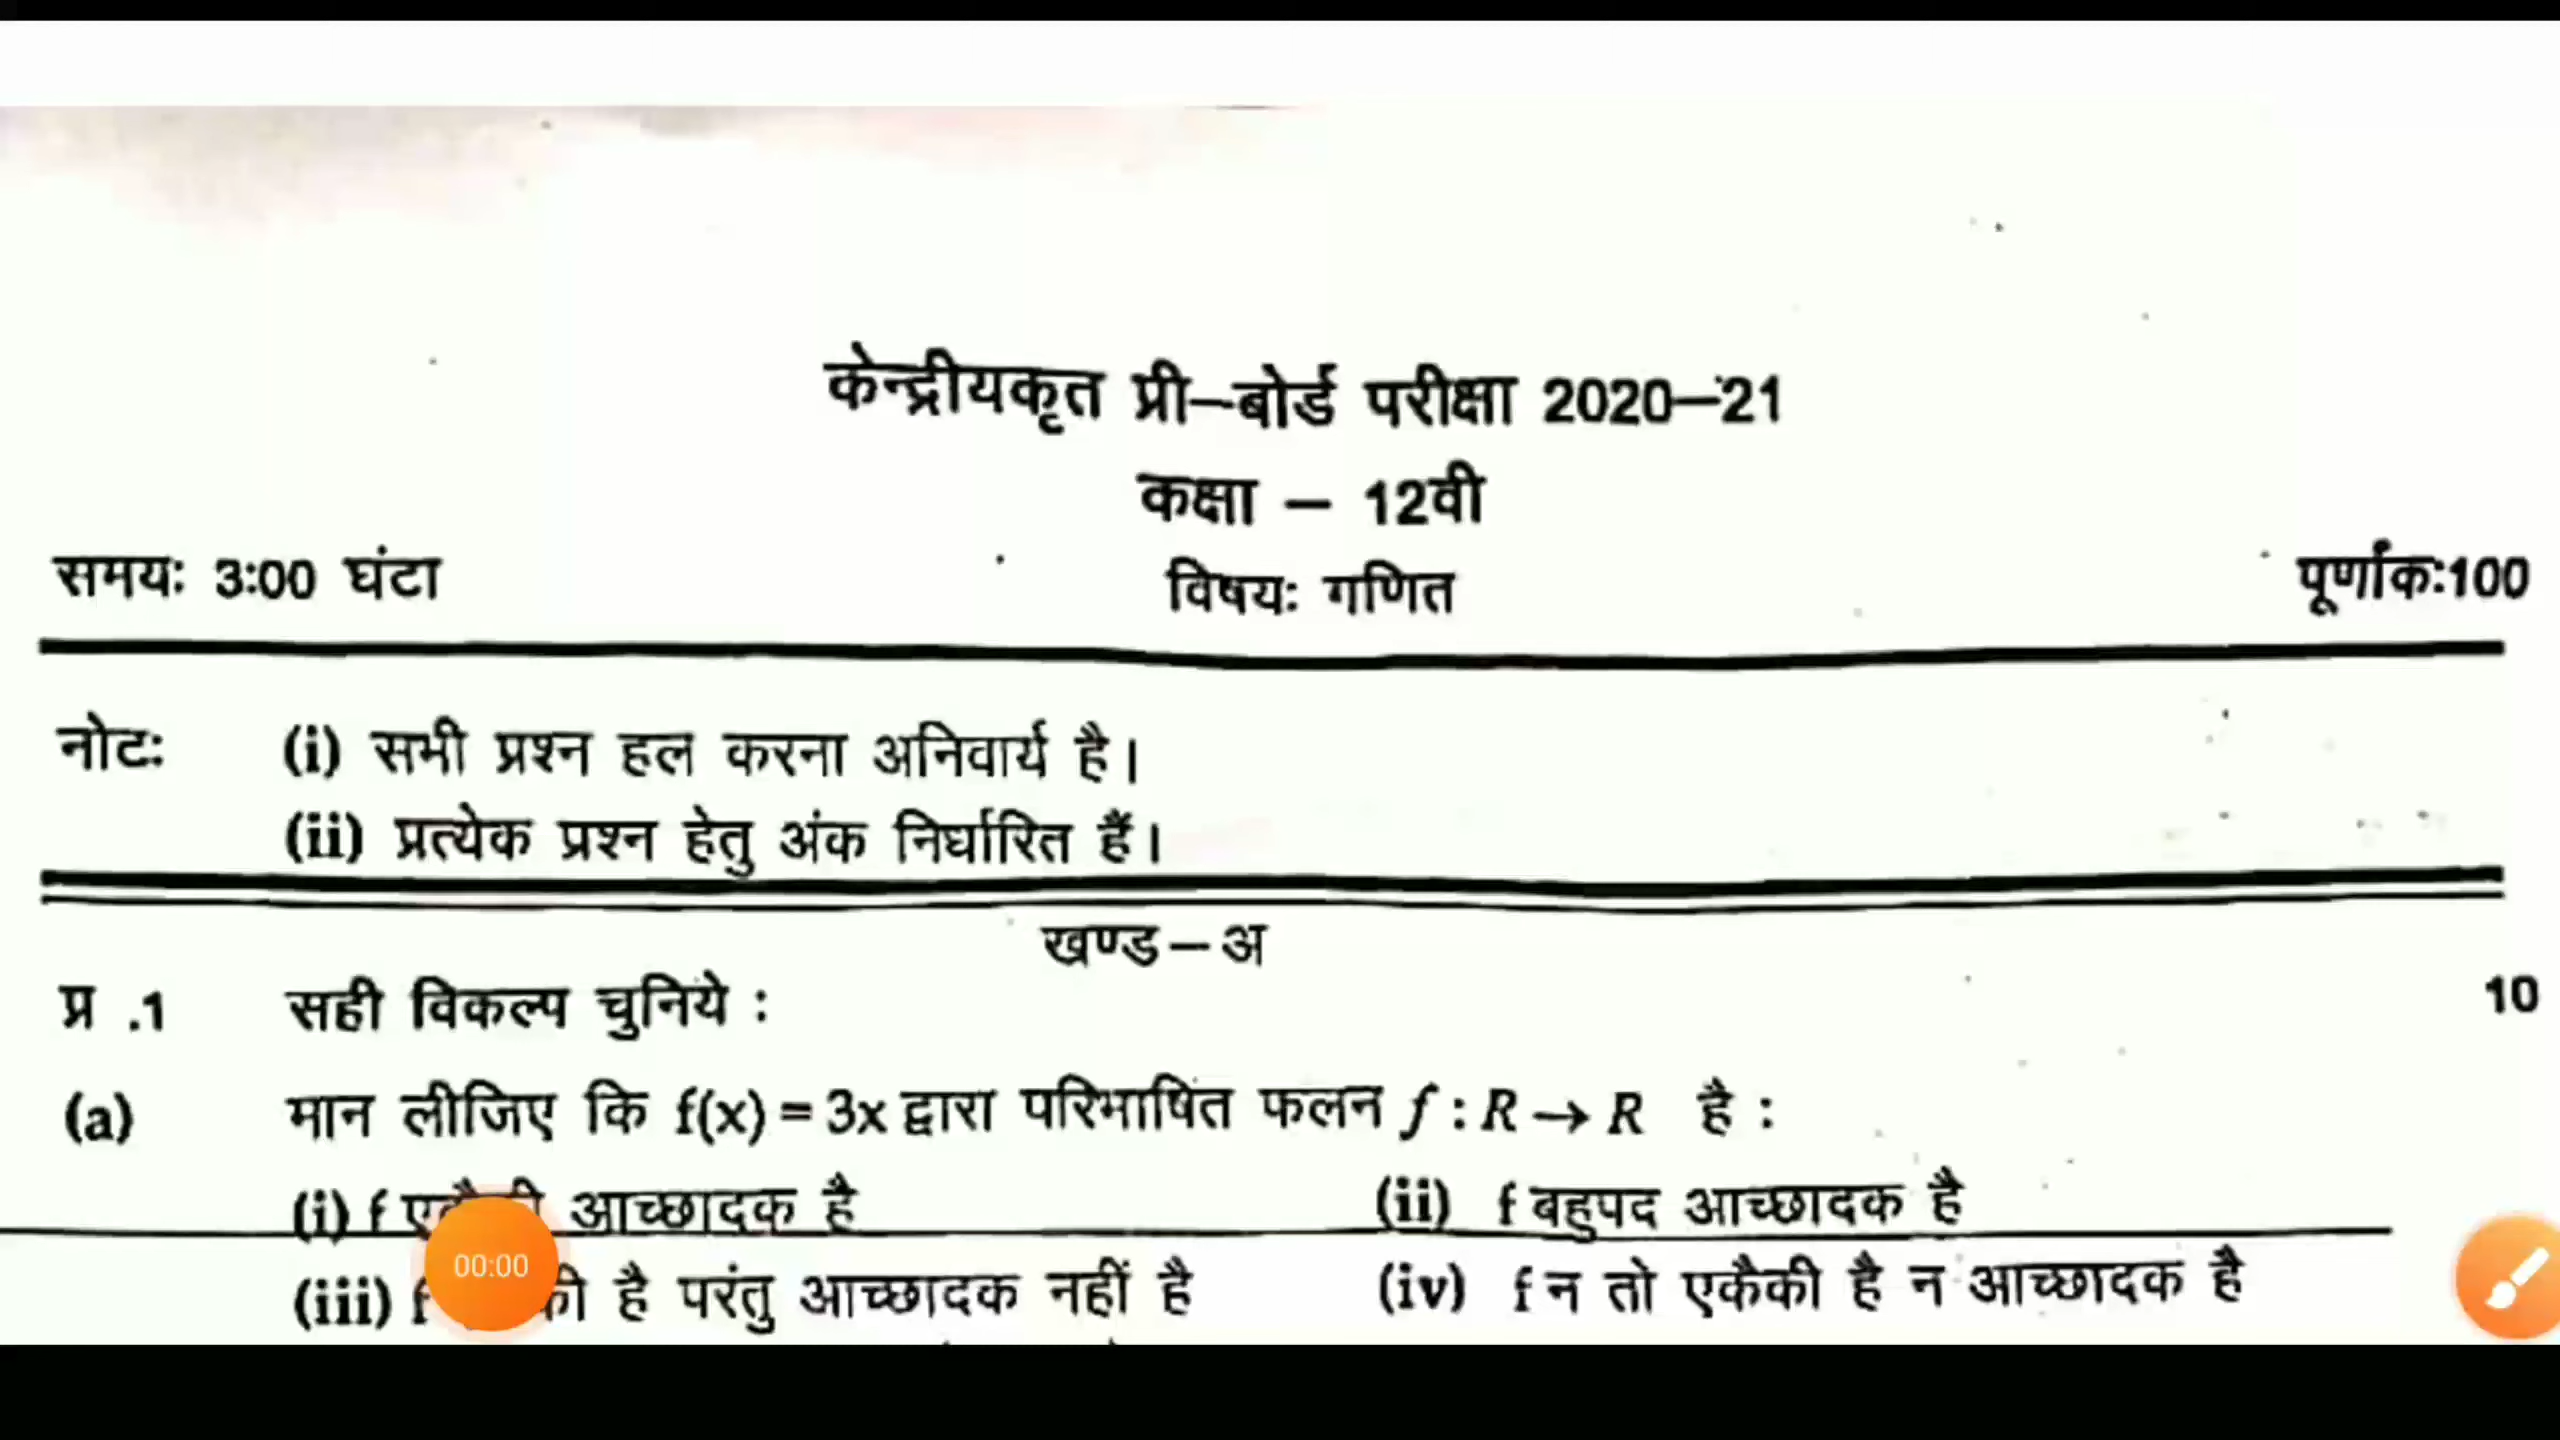 केन्द्रीयकृत प्री–बोर्ड परीक्षा 2020–21
कक्षा – 12वी
समयः 3:00 घंटा विषयः गणित पूर्णांकः100
नोटः (i) सभी प्रश्न हल करना अनिवार्य है।
(ii) प्रत्येक प्रश्न हेतु अंक निर्धारित हैं।
खण्ड–अ
प्र .1 सही विकल्प चुनिये : 10
(a) मान लीजिए कि f(x) = 3x द्वारा परिभाषित फलन f : R → R है :
(i) f आच्छादक है (ii) f बहुपद आच्छादक है
(iii) f है परंतु आच्छादक नहीं है (iv) f न तो एकैकी है न आच्छादक है
00:00